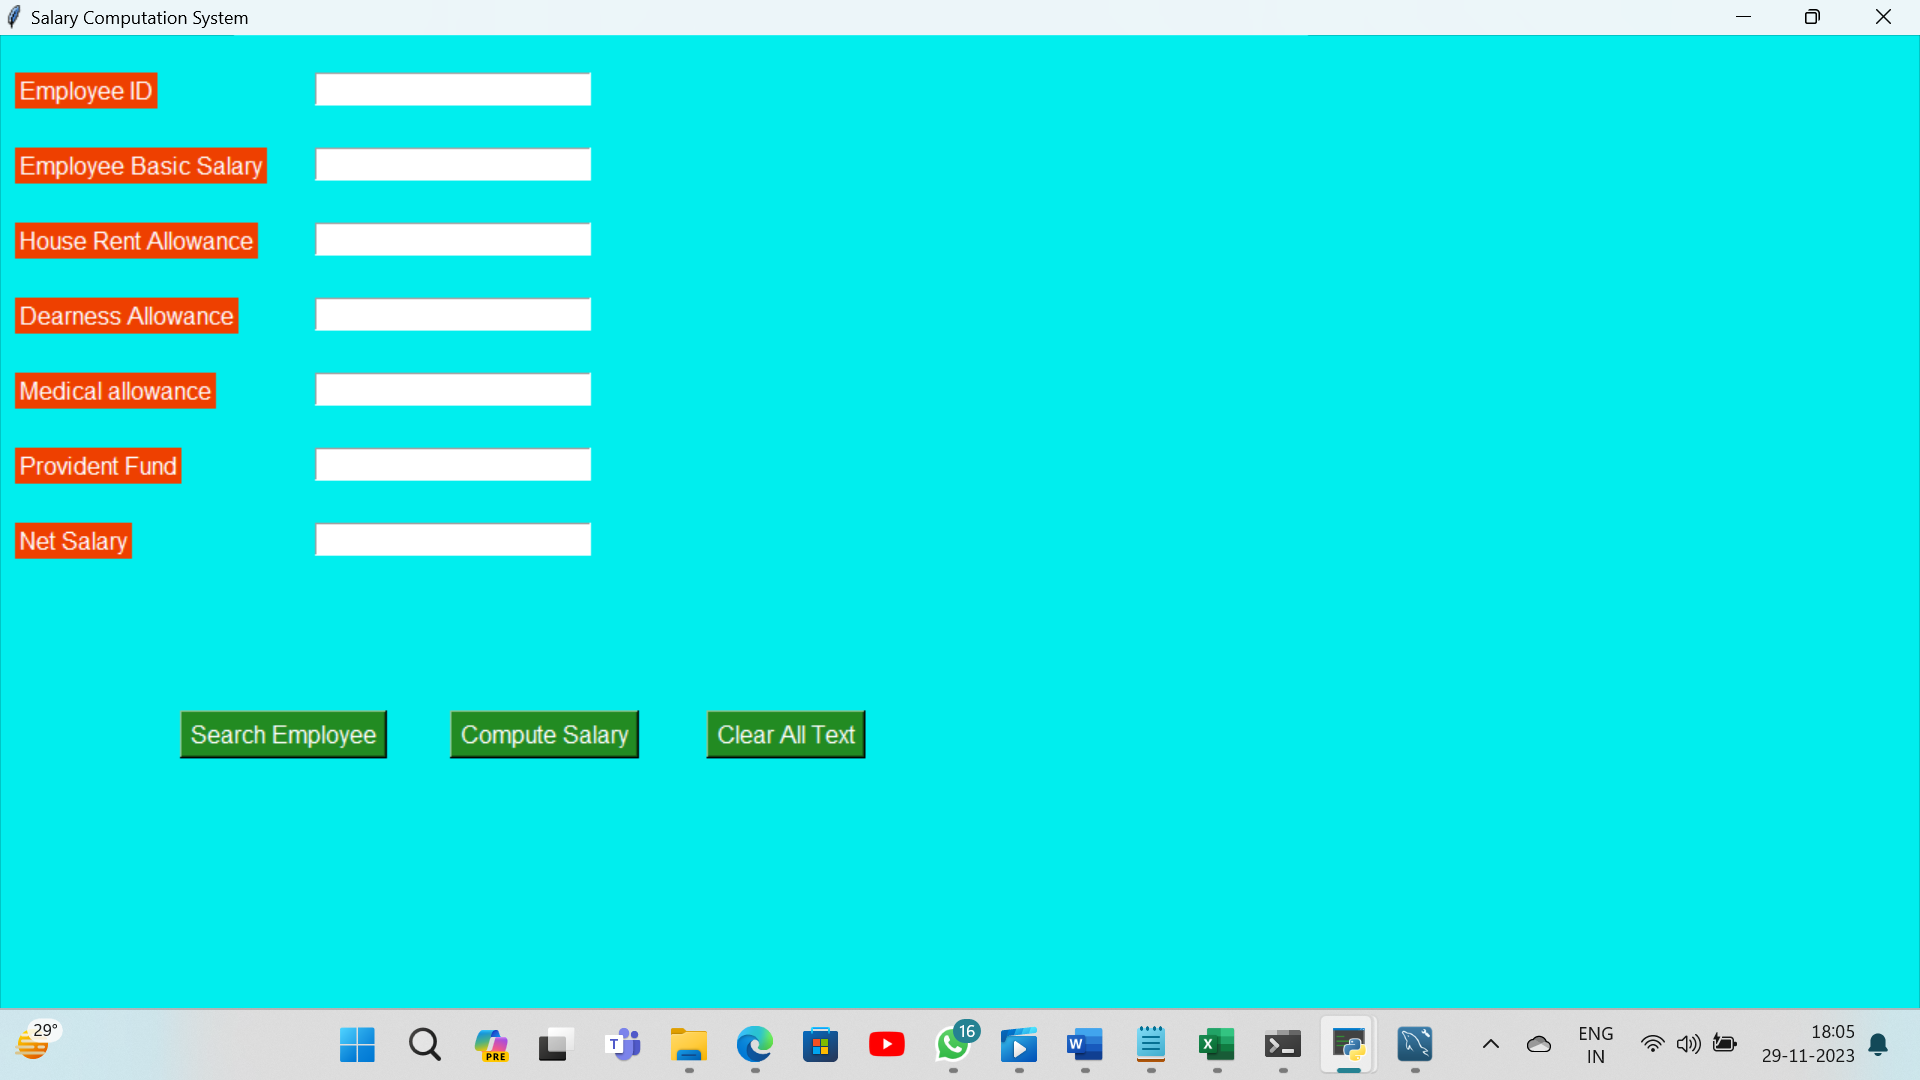 Salary Computation System
Employee ID
Employee Basic Salary
House Rent Allowance
Dearness Allowance
Medical allowance
Provident Fund
Net Salary
Search Employee
Compute Salary
Clear All Text
29°
PRE
T
16
W
X
ENG
IN
18:05
29-11-2023